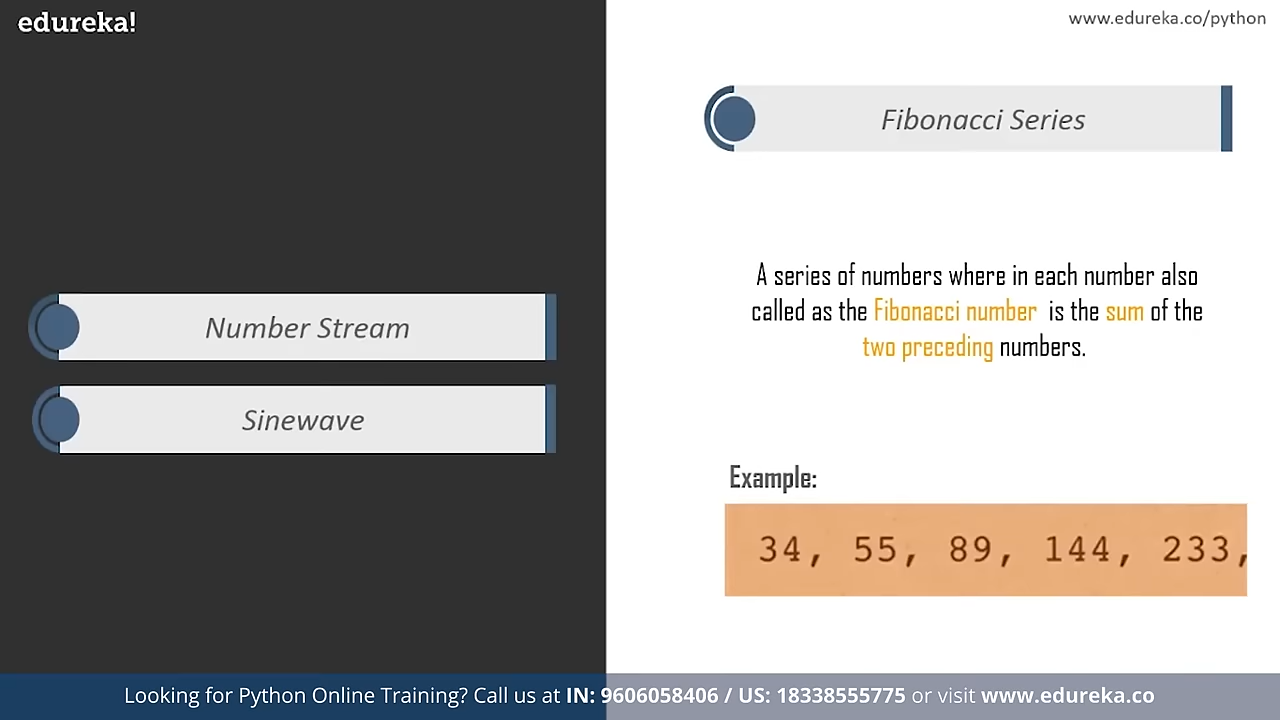 edureka!
www.edureka.co/python
Fibonacci Series
Number Stream
Sinewave
A series of numbers where in each number also
called as the Fibonacci number is the sum of the
two preceding numbers.
Example:
34, 55, 89, 144, 233,
Looking for Python Online Training? Call us at IN: 9606058406 / US: 18338555775 or visit www.edureka.co